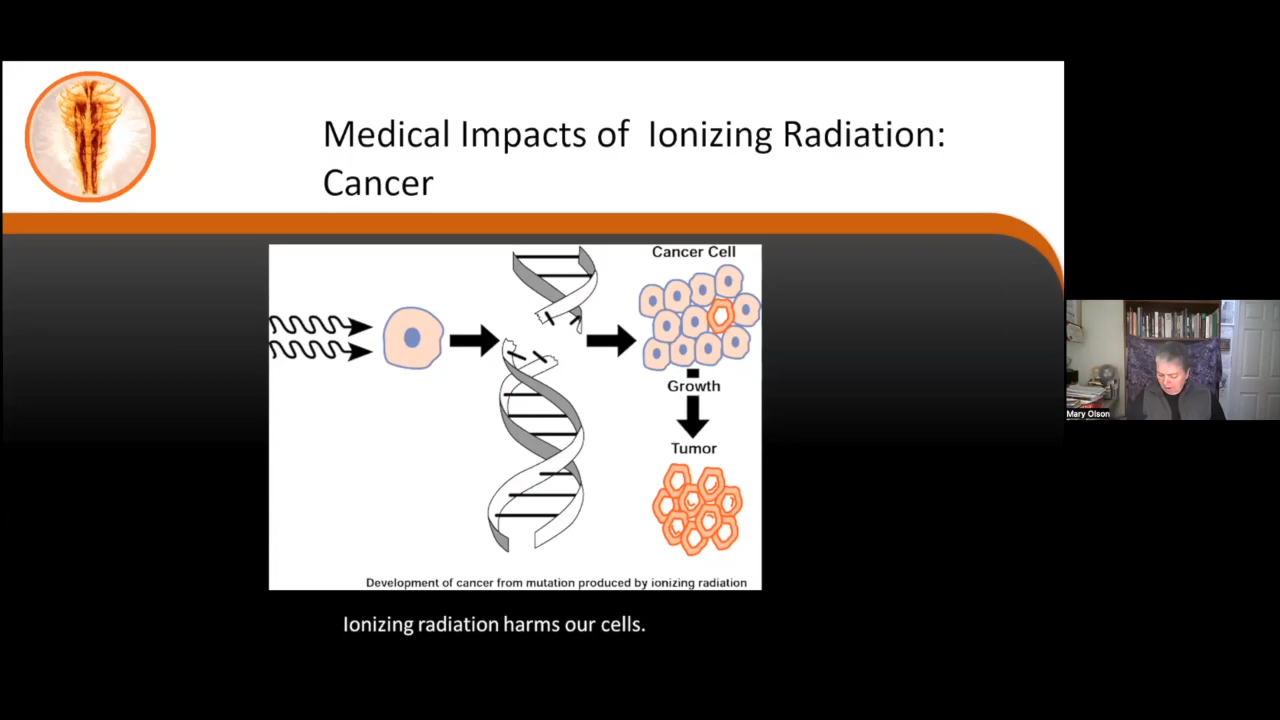 Medical Impacts of Ionizing Radiation:
Cancer
Cancer Cell
Growth
Tumor
Development of cancer from mutation produced by ionizing radiation
Ionizing radiation harms our cells.
Mary Olson